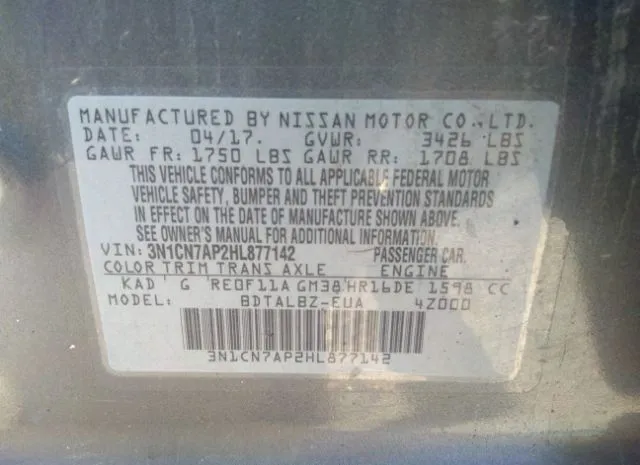 MANUFACTURED BY NISSAN MOTOR CO.,LTD.
DATE: 04/17. GVWR: 3426 LBS
GAWR FR: 1750 LBS GAWR RR: 1708 LBS
THIS VEHICLE CONFORMS TO ALL APPLICABLE FEDERAL MOTOR
VEHICLE SAFETY, BUMPER AND THEFT PREVENTION STANDARDS
IN EFFECT ON THE DATE OF MANUFACTURE SHOWN ABOVE.
SEE OWNER'S MANUAL FOR ADDITIONAL INFORMATION.
VIN: 3N1CN7AP2HL877142 PASSENGER CAR.
COLOR TRIM TRANS AXLE ENGINE
KAD G RE0F11A GM38 HR16DE 1598 CC
MODEL: BDTALBZ-EUA 4Z000
3N1CN7AP2HL877142